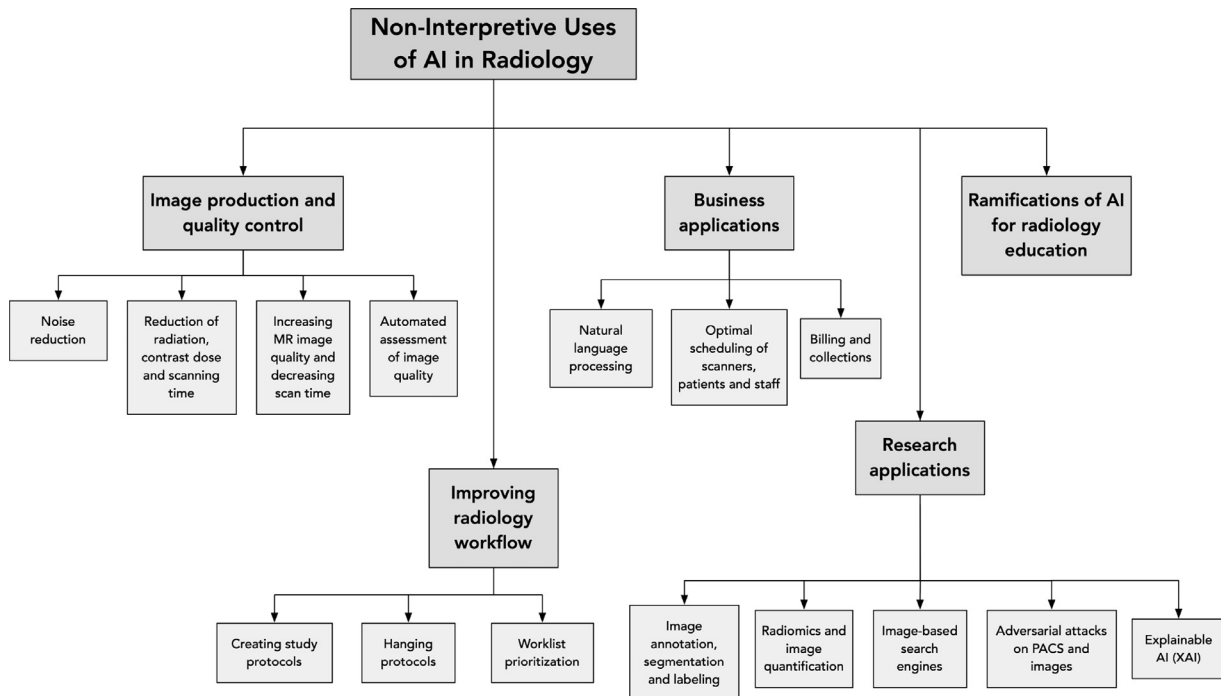 Non-Interpretive Uses
of AI in Radiology
Image production and
quality control
Business
applications
Ramifications of AI
for radiology
education
Noise
reduction
Reduction of
radiation,
contrast dose
and scanning
time
Increasing
MR image
quality and
decreasing
scan time
Automated
assessment
of image
quality
Natural
language
processing
Optimal
scheduling of
scanners,
patients and staff
Billing and
collections
Research
applications
Improving
radiology
workflow
Creating study
protocols
Hanging
protocols
Worklist
prioritization
Image
annotation,
segmentation
and labeling
Radiomics and
image
quantification
Image-based
search
engines
Adversarial attacks
on PACS and
images
Explainable
AI (XAI)